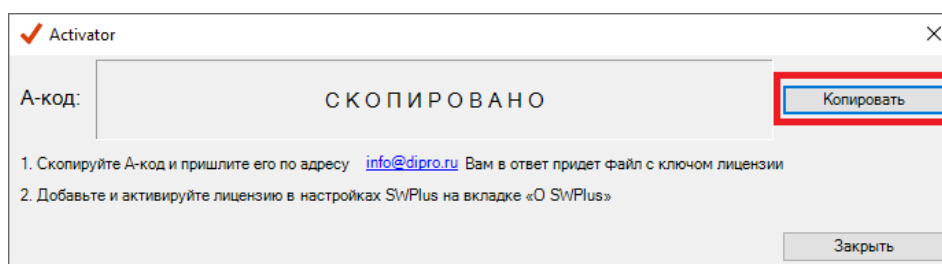 Activator
А-код:
СКОПИРОВАНО
Копировать
1. Скопируйте А-код и пришлите его по адресу info@dipro.ru Вам в ответ придет файл с ключом лицензии
2. Добавьте и активируйте лицензию в настройках SWPlus на вкладке «О SWPlus»
Закрыть